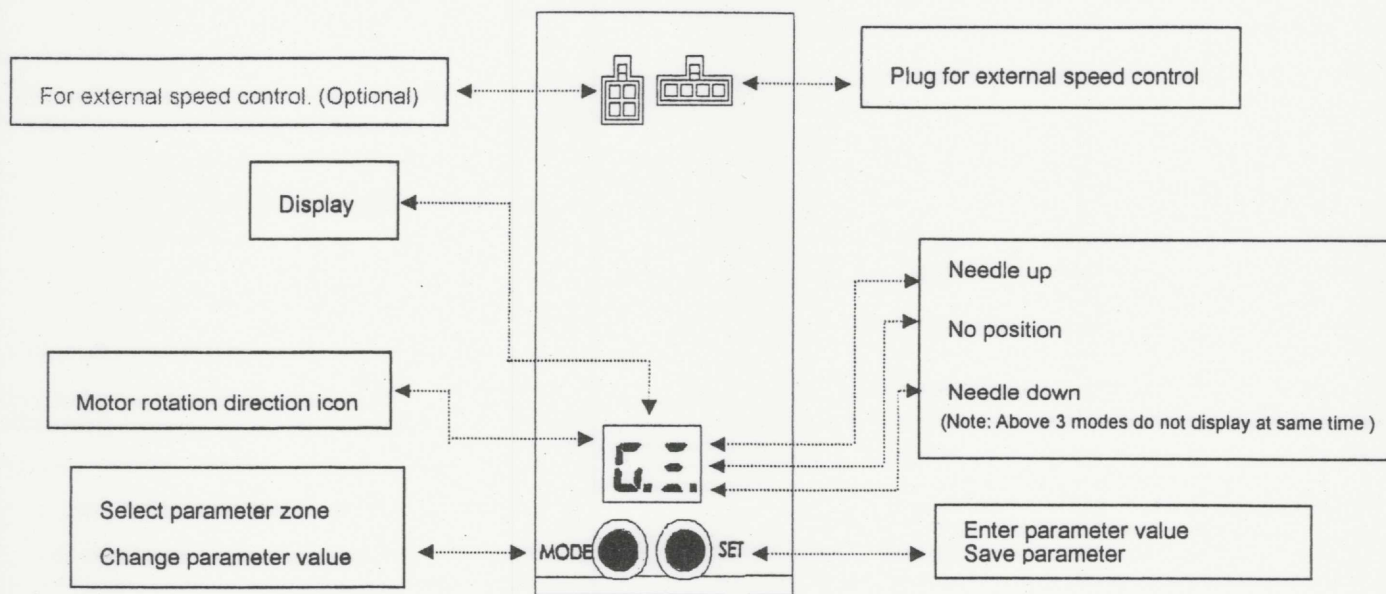 For external speed control. (Optional)
Plug for external speed control
Display
Needle up
No position
Needle down
(Note: Above 3 modes do not display at same time )
Motor rotation direction icon
Select parameter zone
Change parameter value
MODE
SET
Enter parameter value
Save parameter